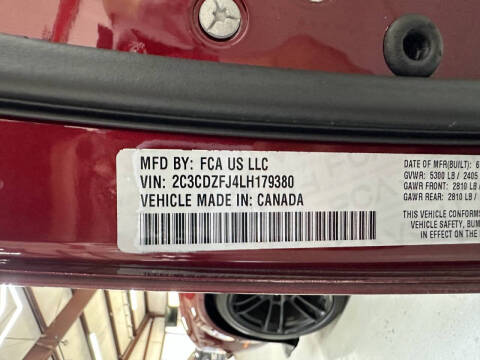 MFD BY: FCA US LLC
VIN: 2C3CDZFJ4LH179380
VEHICLE MADE IN: CANADA
DATE OF MFR(BUILT): 6
GVWR: 5300 LB / 2405
GAWR FRONT: 2810 LB /
GAWR REAR: 2810 LB /
THIS VEHICLE CONFORMS
VEHICLE SAFETY, BUM
IN EFFECT ON THE